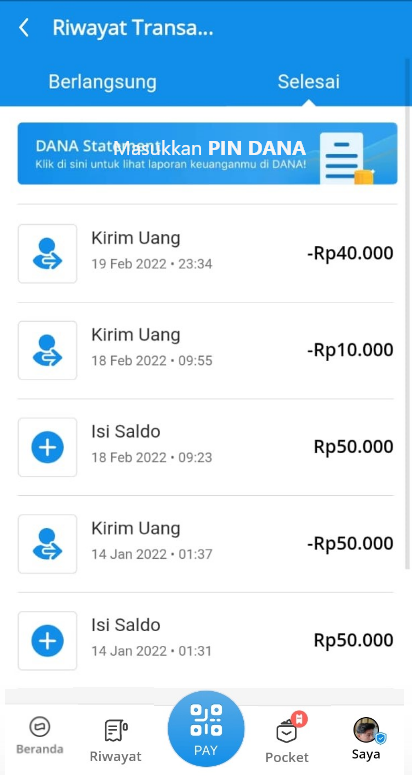 Riwayat Transa...
Berlangsung
Selesai
DANA Statement
Masukkan PIN DANA
Klik di sini untuk lihat laporan keuanganmu di DANA!
Kirim Uang
-Rp40.000
19 Feb 2022 • 23:34
Kirim Uang
-Rp10.000
18 Feb 2022 • 09:55
Isi Saldo
Rp50.000
18 Feb 2022 • 09:23
Kirim Uang
-Rp50.000
14 Jan 2022 • 01:37
Isi Saldo
Rp50.000
14 Jan 2022 • 01:31
Beranda
Riwayat
PAY
Pocket
Saya